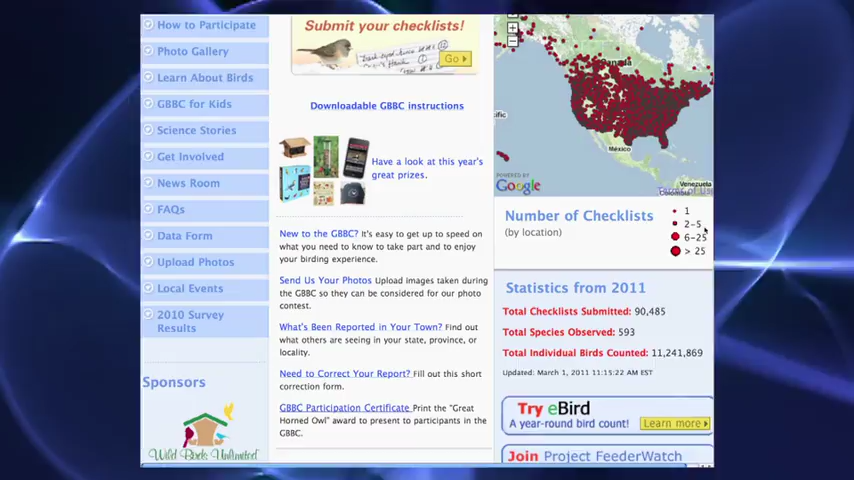 How to Participate
Photo Gallery
Learn About Birds
GBBC for Kids
Science Stories
Get Involved
News Room
FAQs
Data Form
Upload Photos
Local Events
2010 Survey
Results
Sponsors
Wild Birds Unlimited
Submit your checklists!
Go
Downloadable GBBC instructions
Have a look at this year's
great prizes.
New to the GBBC? It's easy to get up to speed on
what you need to know to take part and to enjoy
your birding experience.
Send Us Your Photos Upload images taken during
the GBBC so they can be considered for our photo
contest.
What's Been Reported in Your Town? Find out
what others are seeing in your state, province, or
locality.
Need to Correct Your Report? Fill out this short
correction form.
GBBC Participation Certificate Print the "Great
Horned Owl" award to present to participants in the
GBBC.
Canada
México
Venezuela
Colombia
POWERED BY
Google
Terms of Use
Number of Checklists
(by location)
1
2-5
6-25
> 25
Statistics from 2011
Total Checklists Submitted: 90,485
Total Species Observed: 593
Total Individual Birds Counted: 11,241,869
Updated: March 1, 2011 11:15:22 AM EST
Try eBird
A year-round bird count!
Learn more
Join Project FeederWatch